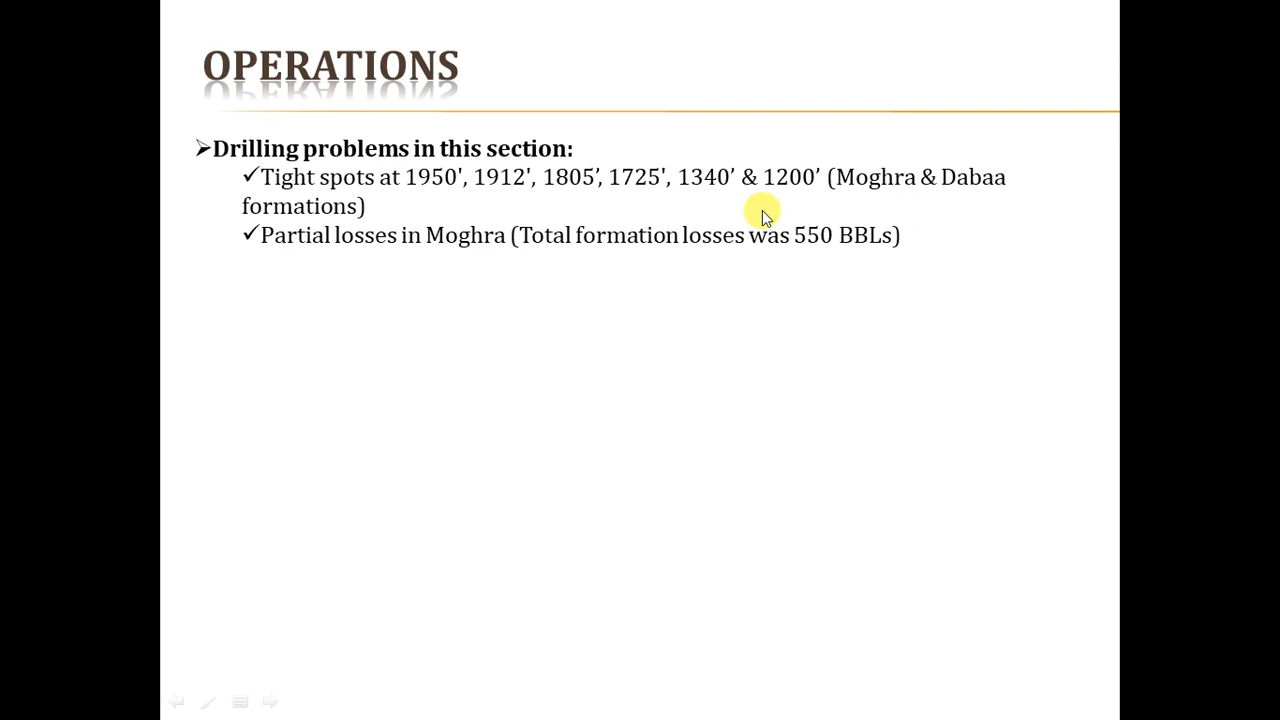 OPERATIONS
➢Drilling problems in this section:
✓Tight spots at 1950', 1912', 1805’, 1725', 1340’ & 1200’ (Moghra & Dabaa
formations)
✓Partial losses in Moghra (Total formation losses was 550 BBLs)